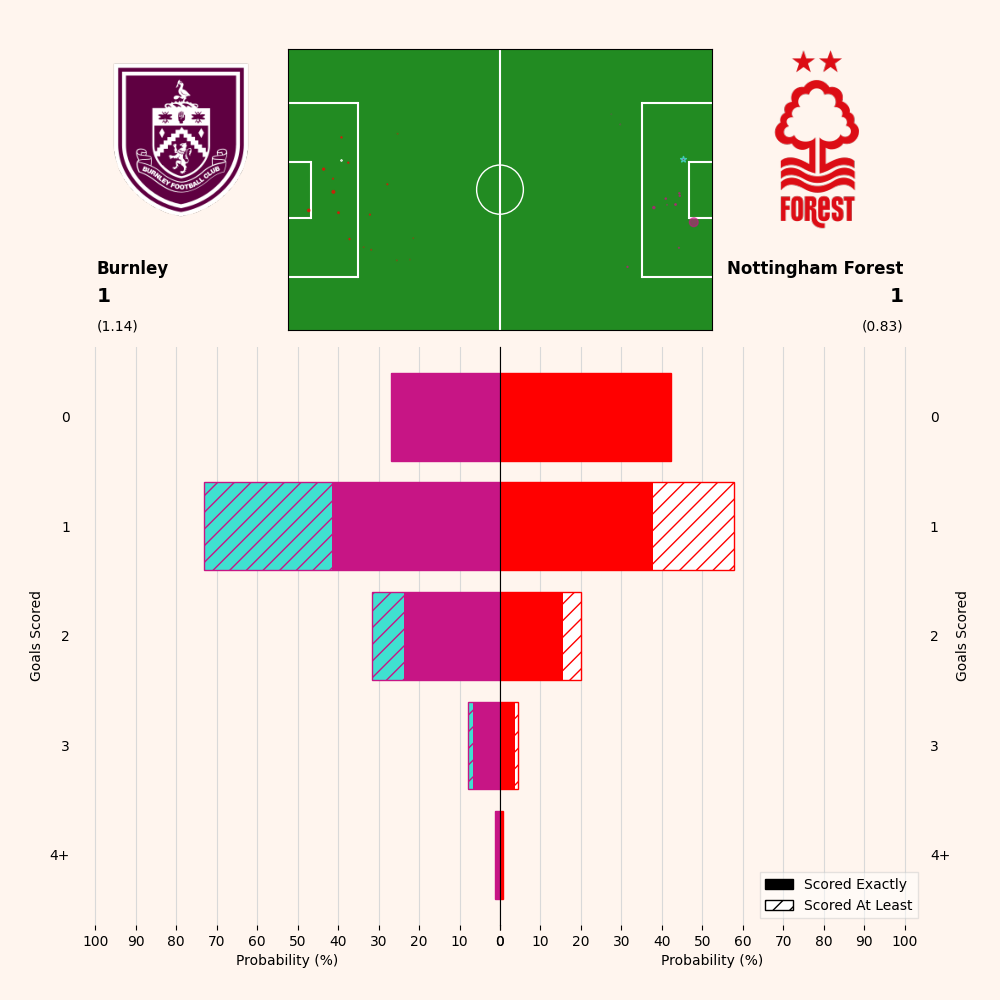 BURNLEY FOOTBALL CLUB
FOREST
Burnley
1
(1.14)
Nottingham Forest
1
(0.83)
0
1
2
3
4+
Goals Scored
0
1
2
3
4+
Goals Scored
Scored Exactly
Scored At Least
100 90 80 70 60 50 40 30 20 10 0
0 10 20 30 40 50 60 70 80 90 100
Probability (%)
Probability (%)